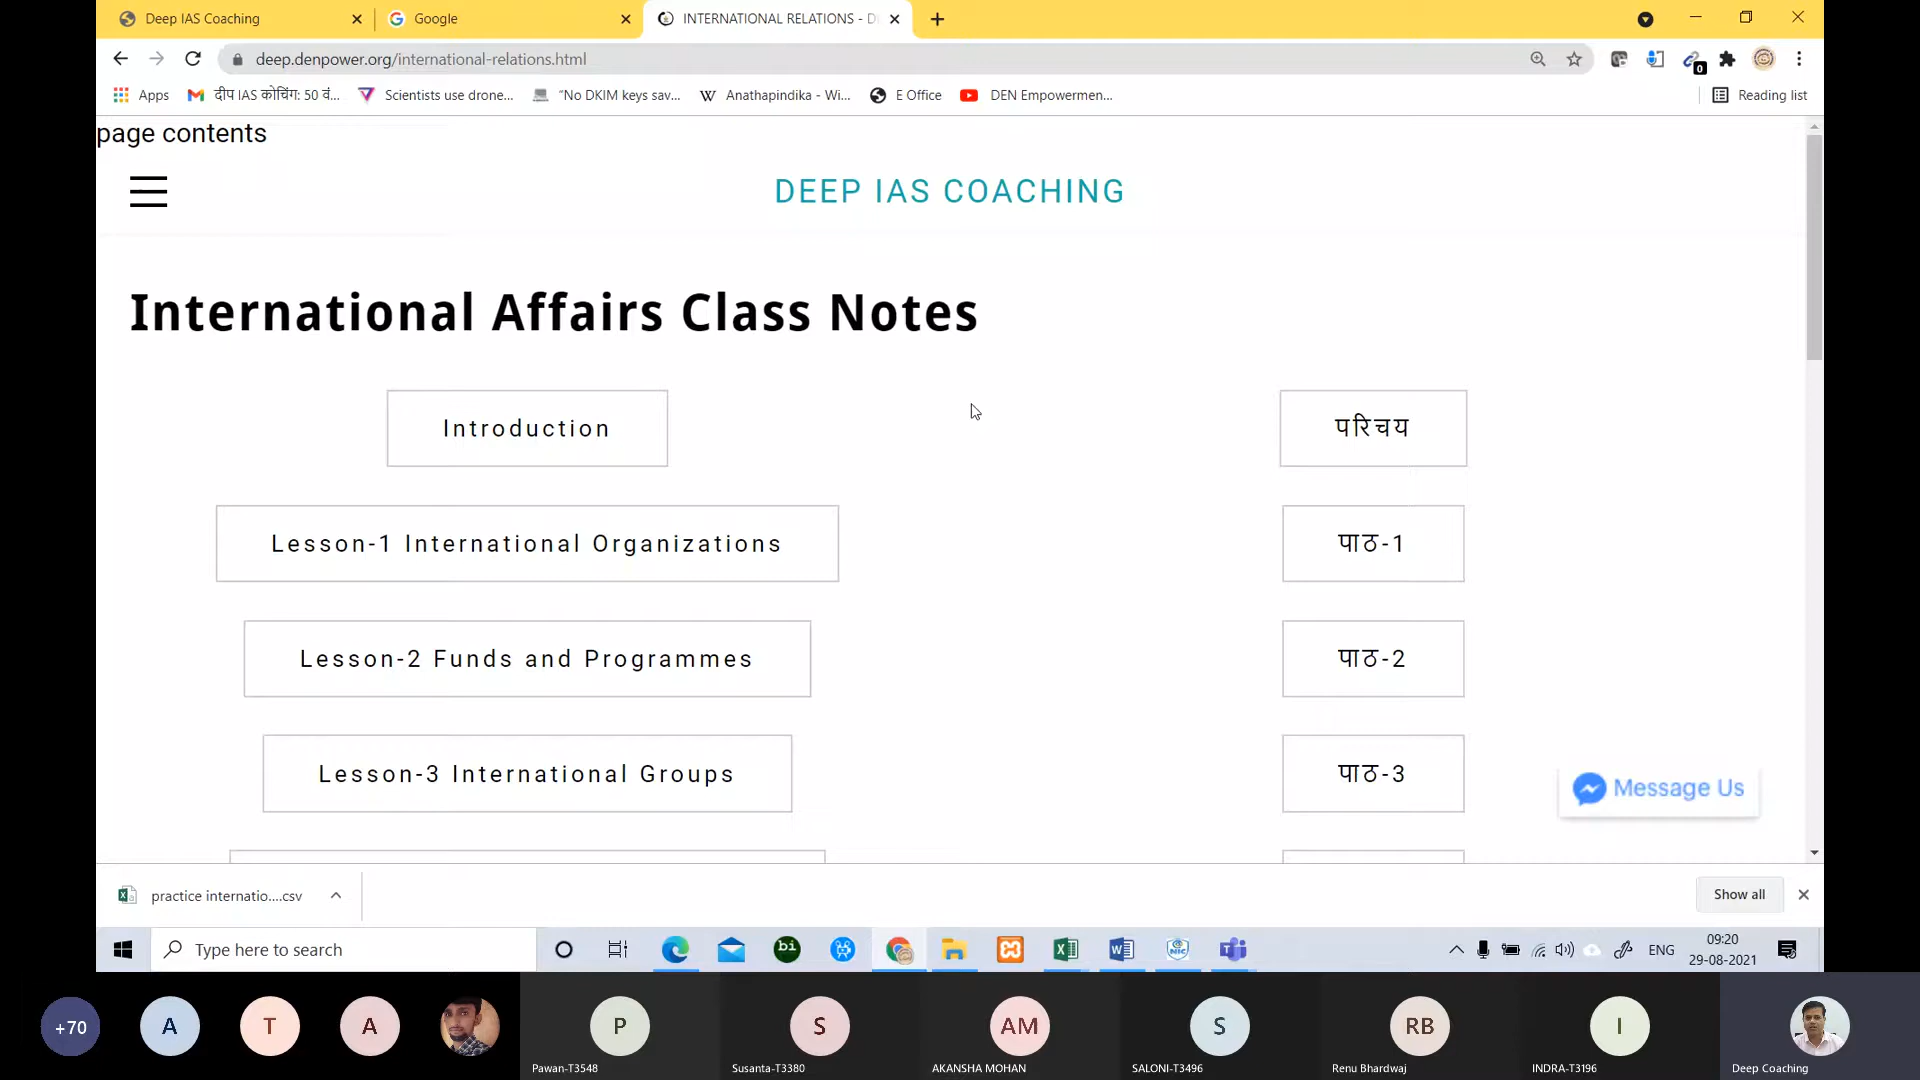 Deep IAS Coaching
Google
INTERNATIONAL RELATIONS - D
deep.denpower.org/international-relations.html
Apps
दीप IAS कोचिंग: 50 वं...
Scientists use drone...
"No DKIM keys sav...
Anathapindika - Wi...
E Office
DEN Empowermen...
Reading list
page contents
DEEP IAS COACHING
International Affairs Class Notes
Introduction
परिचय
Lesson-1 International Organizations
पाठ-1
Lesson-2 Funds and Programmes
पाठ-2
Lesson-3 International Groups
पाठ-3
Message Us
practice internatio....csv
Show all
Type here to search
bi
ENG
09:20
29-08-2021
+70
A
T
A
P
S
AM
S
RB
I
Pawan-T3548
Susanta-T3380
AKANSHA MOHAN
SALONI-T3496
Renu Bhardwaj
INDRA-T3196
Deep Coaching